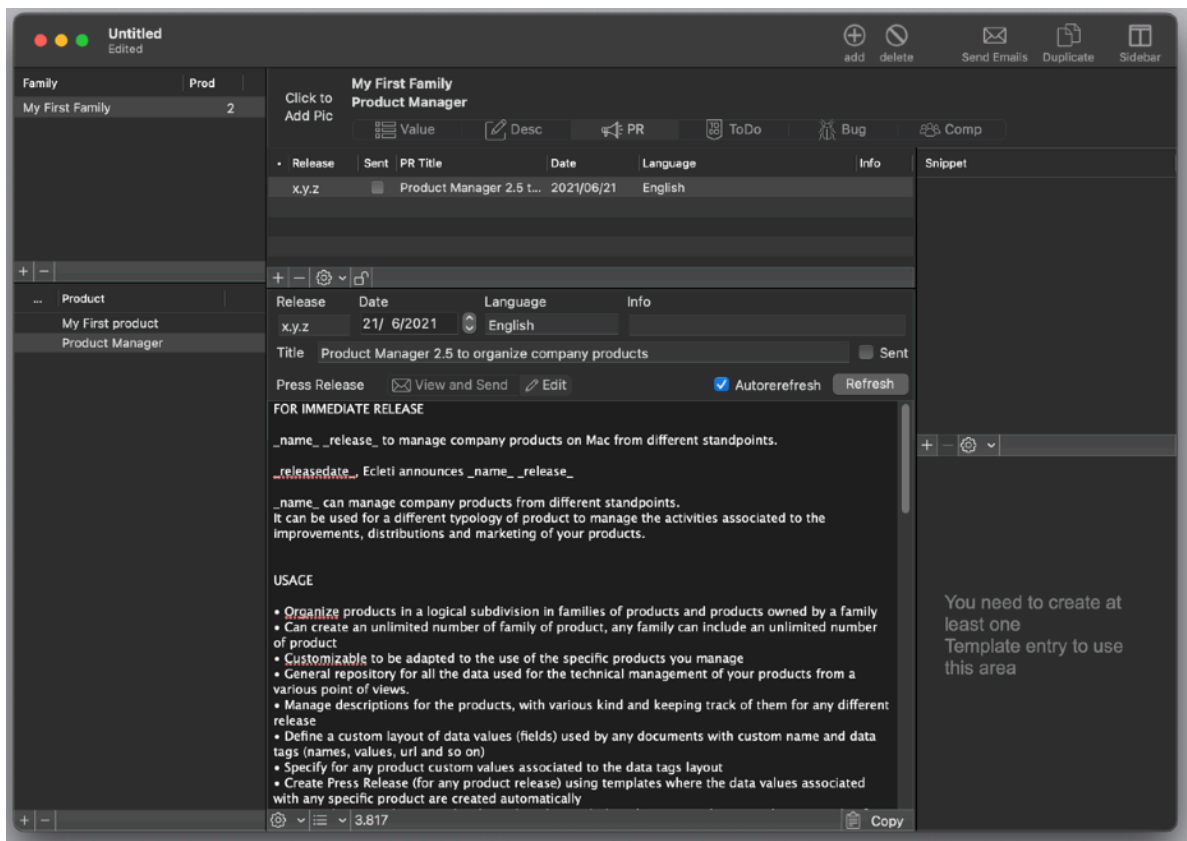 Untitled
Edited
add delete Send Emails Duplicate Sidebar
Family Prod
My First Family 2
Click to
Add Pic
My First Family
Product Manager
Value Desc PR ToDo Bug Comp
• Release Sent PR Title Date Language Info
x.y.z Product Manager 2.5 t... 2021/06/21 English
Snippet
+ −
... Product
My First product
Product Manager
+ −
+ −
Release Date Language Info
x.y.z 21/ 6/2021 English
Title Product Manager 2.5 to organize company products Sent
Press Release View and Send Edit Autorerefresh Refresh
FOR IMMEDIATE RELEASE
_name_ _release_ to manage company products on Mac from different standpoints.
_releasedate_, Ecleti announces _name_ _release_
_name_ can manage company products from different standpoints.
It can be used for a different typology of product to manage the activities associated to the
improvements, distributions and marketing of your products.
USAGE
• Organize products in a logical subdivision in families of products and products owned by a family
• Can create an unlimited number of family of product, any family can include an unlimited number
of product
• Customizable to be adapted to the use of the specific products you manage
• General repository for all the data used for the technical management of your products from a
various point of views.
• Manage descriptions for the products, with various kind and keeping track of them for any different
release
• Define a custom layout of data values (fields) used by any documents with custom name and data
tags (names, values, url and so on)
• Specify for any product custom values associated to the data tags layout
• Create Press Release (for any product release) using templates where the data values associated
with any specific product are created automatically
3.817 Copy
+ −
You need to create at
least one
Template entry to use
this area